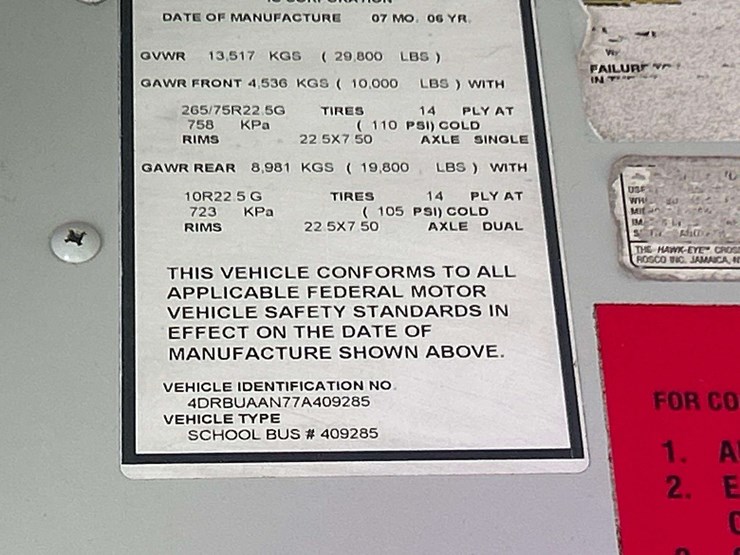 DATE OF MANUFACTURE 07 MO. 06 YR.
GVWR 13,517 KGS ( 29,800 LBS )
GAWR FRONT 4,536 KGS ( 10,000 LBS ) WITH
265/75R22.5G TIRES 14 PLY AT
758 KPa ( 110 PSI) COLD
RIMS 22.5X7.50 AXLE SINGLE
GAWR REAR 8,981 KGS ( 19,800 LBS ) WITH
10R22.5 G TIRES 14 PLY AT
723 KPa ( 105 PSI) COLD
RIMS 22.5X7.50 AXLE DUAL
THIS VEHICLE CONFORMS TO ALL
APPLICABLE FEDERAL MOTOR
VEHICLE SAFETY STANDARDS IN
EFFECT ON THE DATE OF
MANUFACTURE SHOWN ABOVE.
VEHICLE IDENTIFICATION NO.
4DRBUAAN77A409285
VEHICLE TYPE
SCHOOL BUS # 409285
FAILURE
IN
THE HAWK-EYE™
ROSCO INC. JAMAICA,
FOR
1.
2.